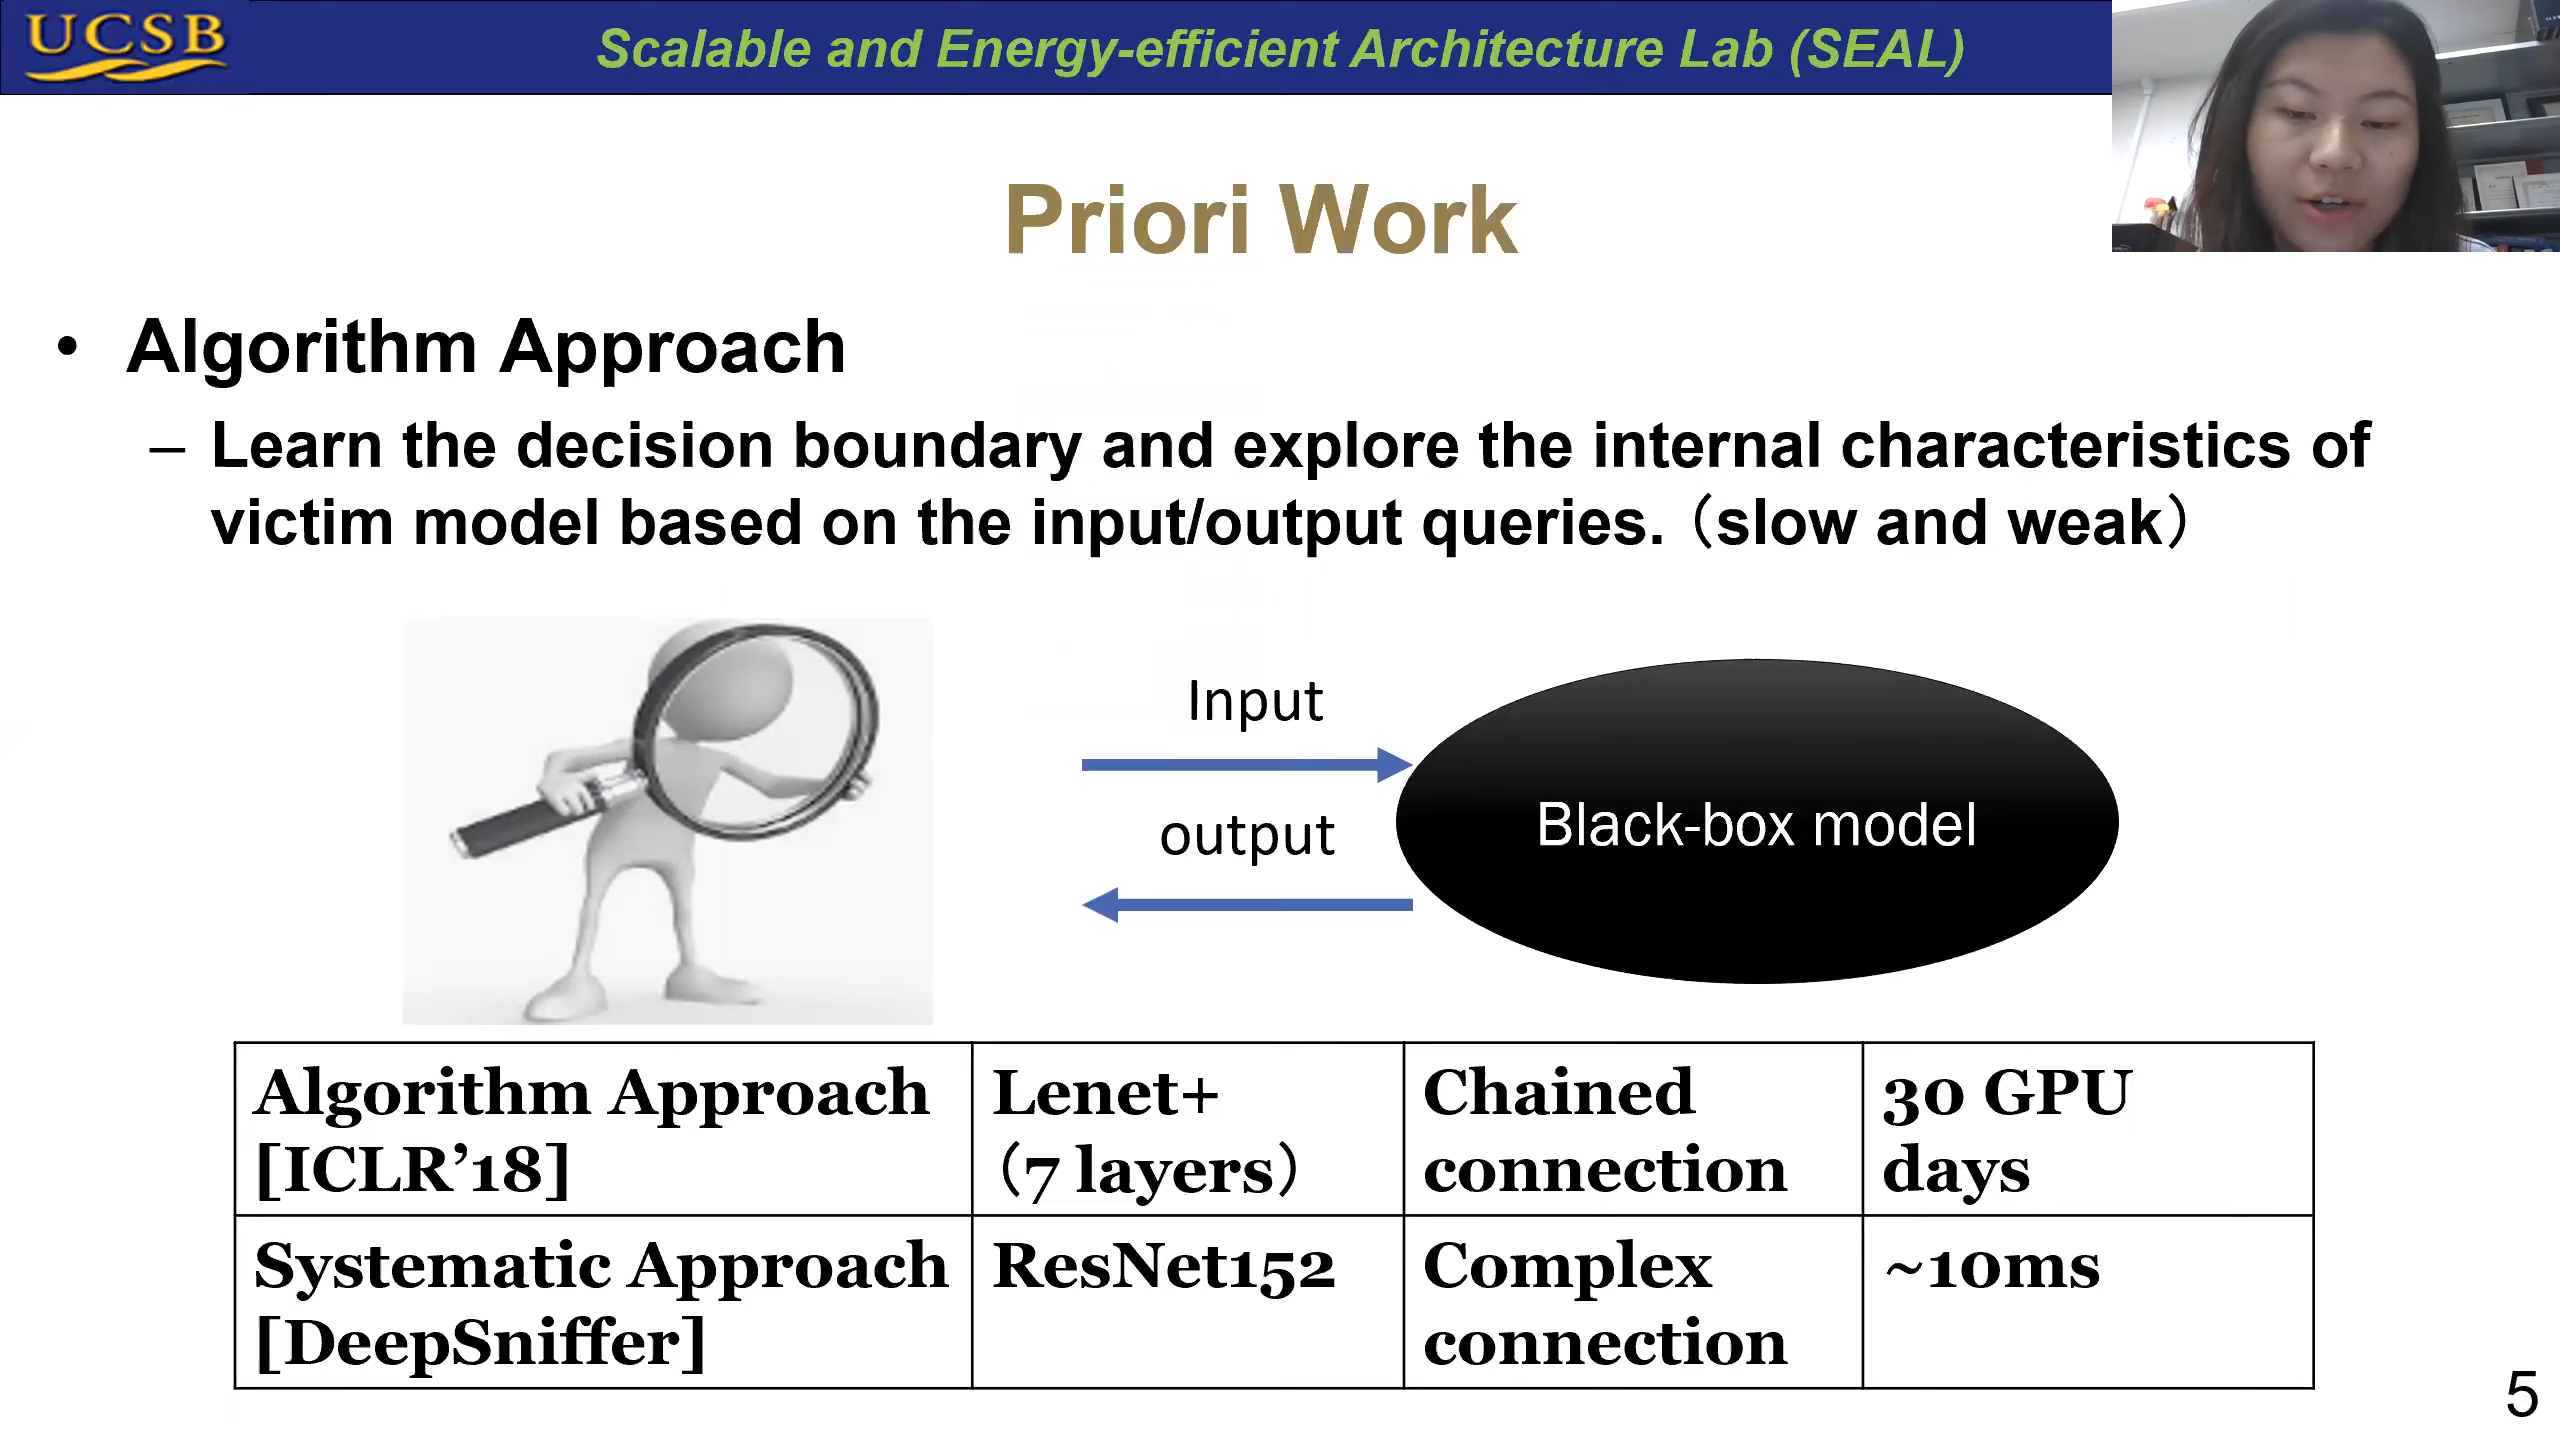 UCSB
Scalable and Energy-efficient Architecture Lab (SEAL)
Priori Work
• Algorithm Approach
– Learn the decision boundary and explore the internal characteristics of
victim model based on the input/output queries.（slow and weak）
Input
output
Black-box model
Algorithm Approach
[ICLR’18]
Lenet+
（7 layers）
Chained
connection
30 GPU
days
Systematic Approach
[DeepSniffer]
ResNet152
Complex
connection
~10ms
5